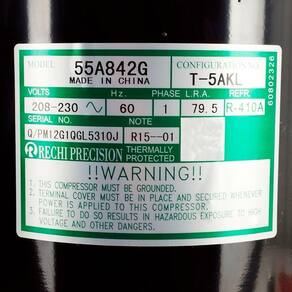 MODEL CONFIGURATION NO.
55A842G T-5AKL
MADE IN CHINA
VOLTS Hz. PHASE L.R.A. REFR.
208-230 ~ 60 1 79.5 R-410A
SERIAL NO. NOTE
Q/PM12G1QGL5310J R15--01
RECHI PRECISION THERMALLY PROTECTED
!!WARNING!!
1. THIS COMPRESSOR MUST BE GROUNDED.
2. TERMINAL COVER MUST BE IN PLACE AND SECURED WHENEVER
POWER IS APPLIED TO THIS COMPRESSOR.
3. FAILURE TO DO SO RESULTS IN HAZARDOUS EXPOSURE TO HIGH
VOLTAGE AND OTHER DANGERS.
60802326